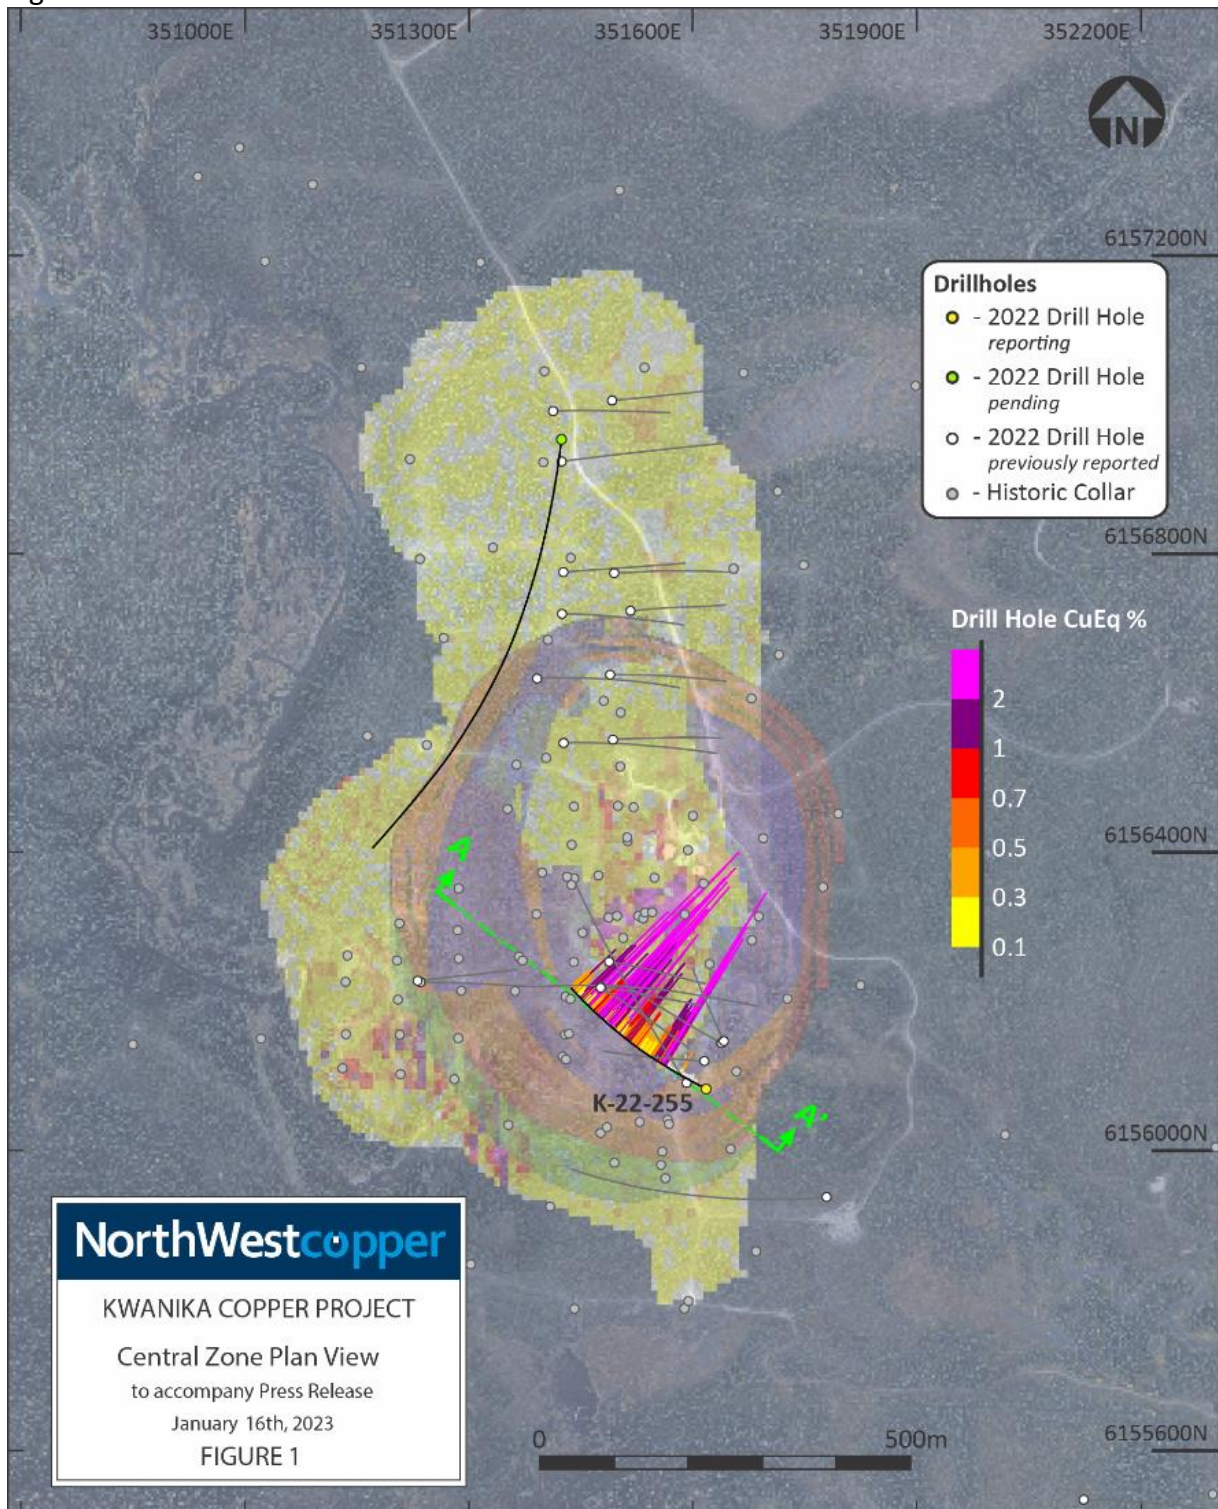 351000E 351300E 351600E 351900E 352200E
N
6157200N
Drillholes
- 2022 Drill Hole
reporting
- 2022 Drill Hole
pending
- 2022 Drill Hole
previously reported
- Historic Collar
6156800N
Drill Hole CuEq %
2
1
0.7
0.5
0.3
0.1
6156400N
A
K-22-255
A'
6156000N
NorthWestcopper
KWANIKA COPPER PROJECT
Central Zone Plan View
to accompany Press Release
January 16th, 2023
FIGURE 1
0 500m
6155600N